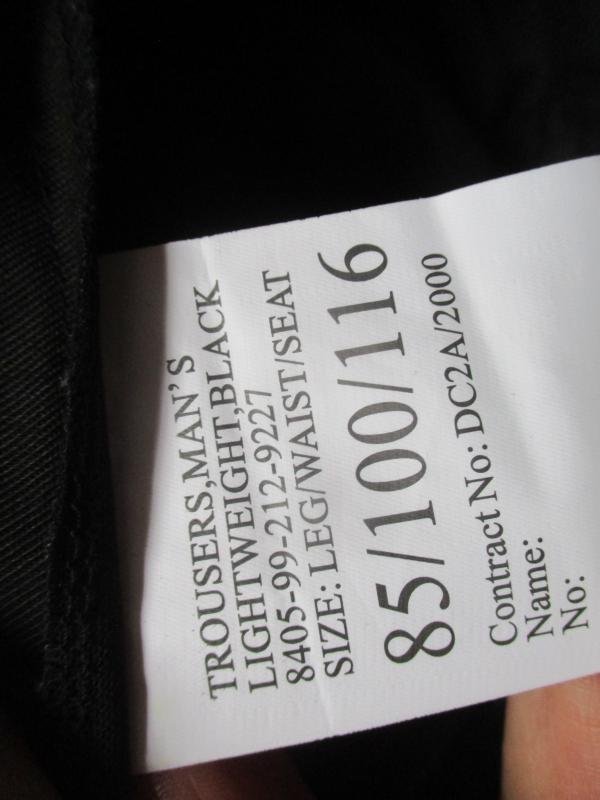 TROUSERS,MAN'S
LIGHTWEIGHT,BLACK
8405-99-212-9227
SIZE: LEG/WAIST/SEAT
85/100/116
Contract No: DC2A/2000
Name:
No: